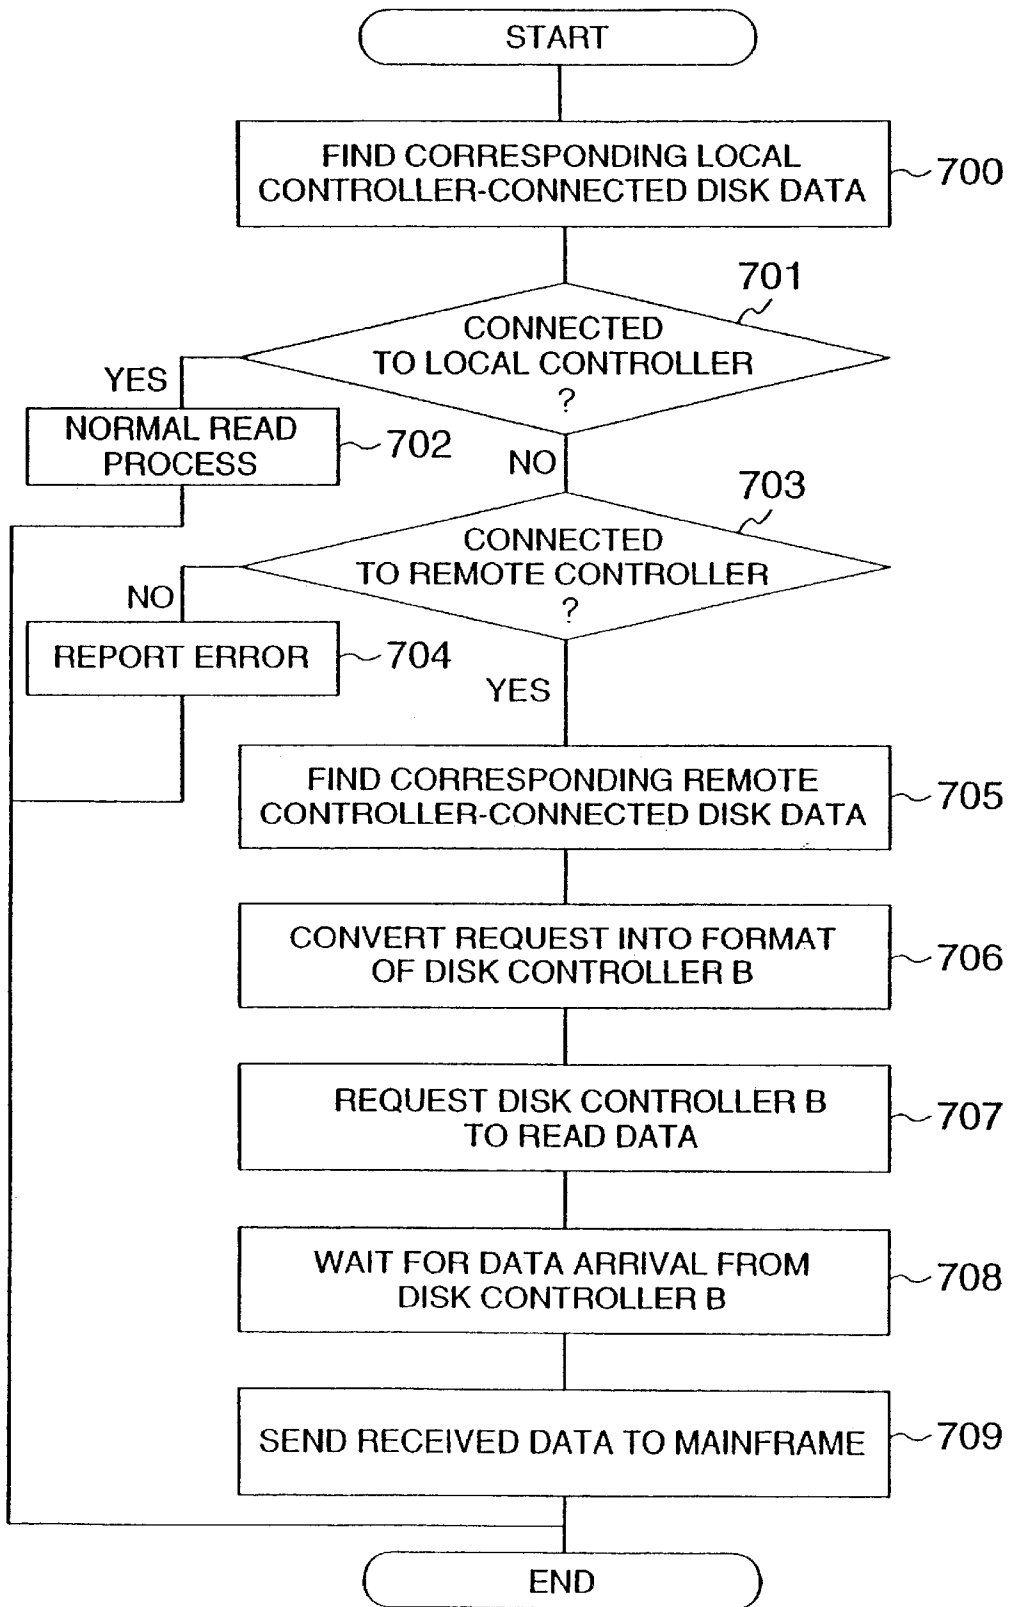 START
FIND CORRESPONDING LOCAL
CONTROLLER-CONNECTED DISK DATA
700
701
CONNECTED
TO LOCAL CONTROLLER
?
YES
NORMAL READ
PROCESS
702
NO
703
CONNECTED
TO REMOTE CONTROLLER
?
NO
REPORT ERROR
704
YES
FIND CORRESPONDING REMOTE
CONTROLLER-CONNECTED DISK DATA
705
CONVERT REQUEST INTO FORMAT
OF DISK CONTROLLER B
706
REQUEST DISK CONTROLLER B
TO READ DATA
707
WAIT FOR DATA ARRIVAL FROM
DISK CONTROLLER B
708
SEND RECEIVED DATA TO MAINFRAME
709
END